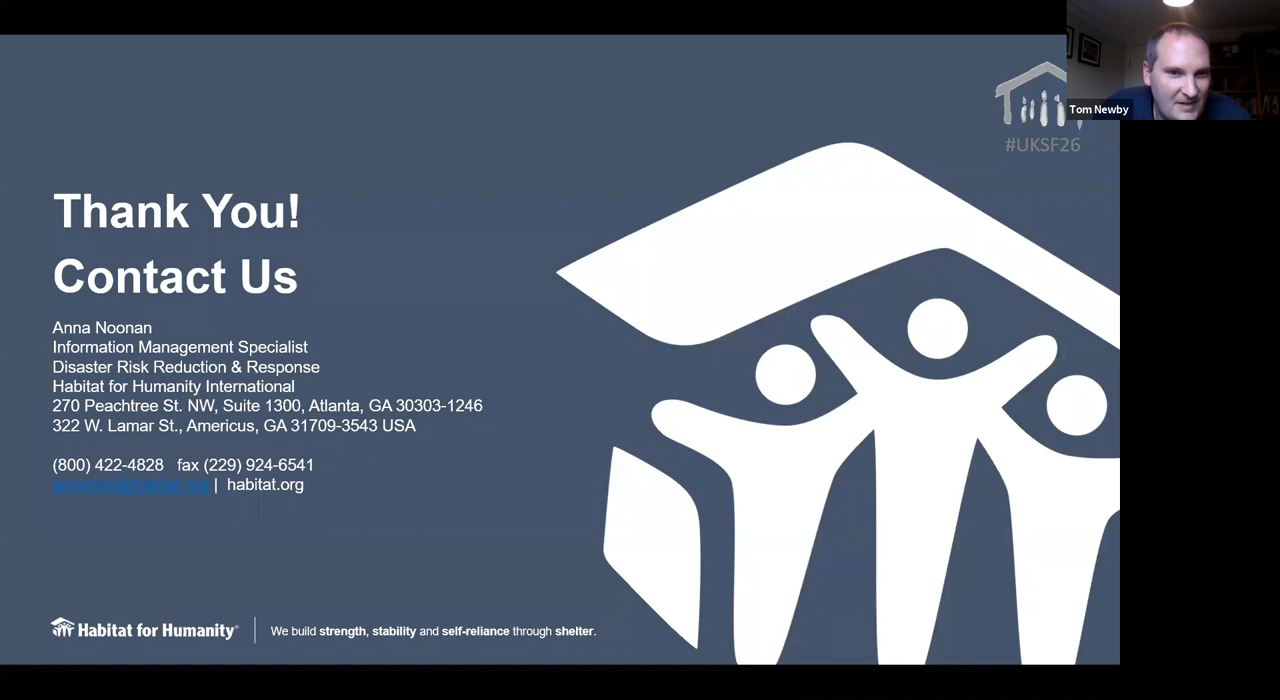 Tom Newby
#UKSF26
Thank You!
Contact Us
Anna Noonan
Information Management Specialist
Disaster Risk Reduction & Response
Habitat for Humanity International
270 Peachtree St. NW, Suite 1300, Atlanta, GA 30303-1246
322 W. Lamar St., Americus, GA 31709-3543 USA
(800) 422-4828 fax (229) 924-6541
anoonan@habitat.org | habitat.org
Habitat for Humanity®
We build strength, stability and self-reliance through shelter.